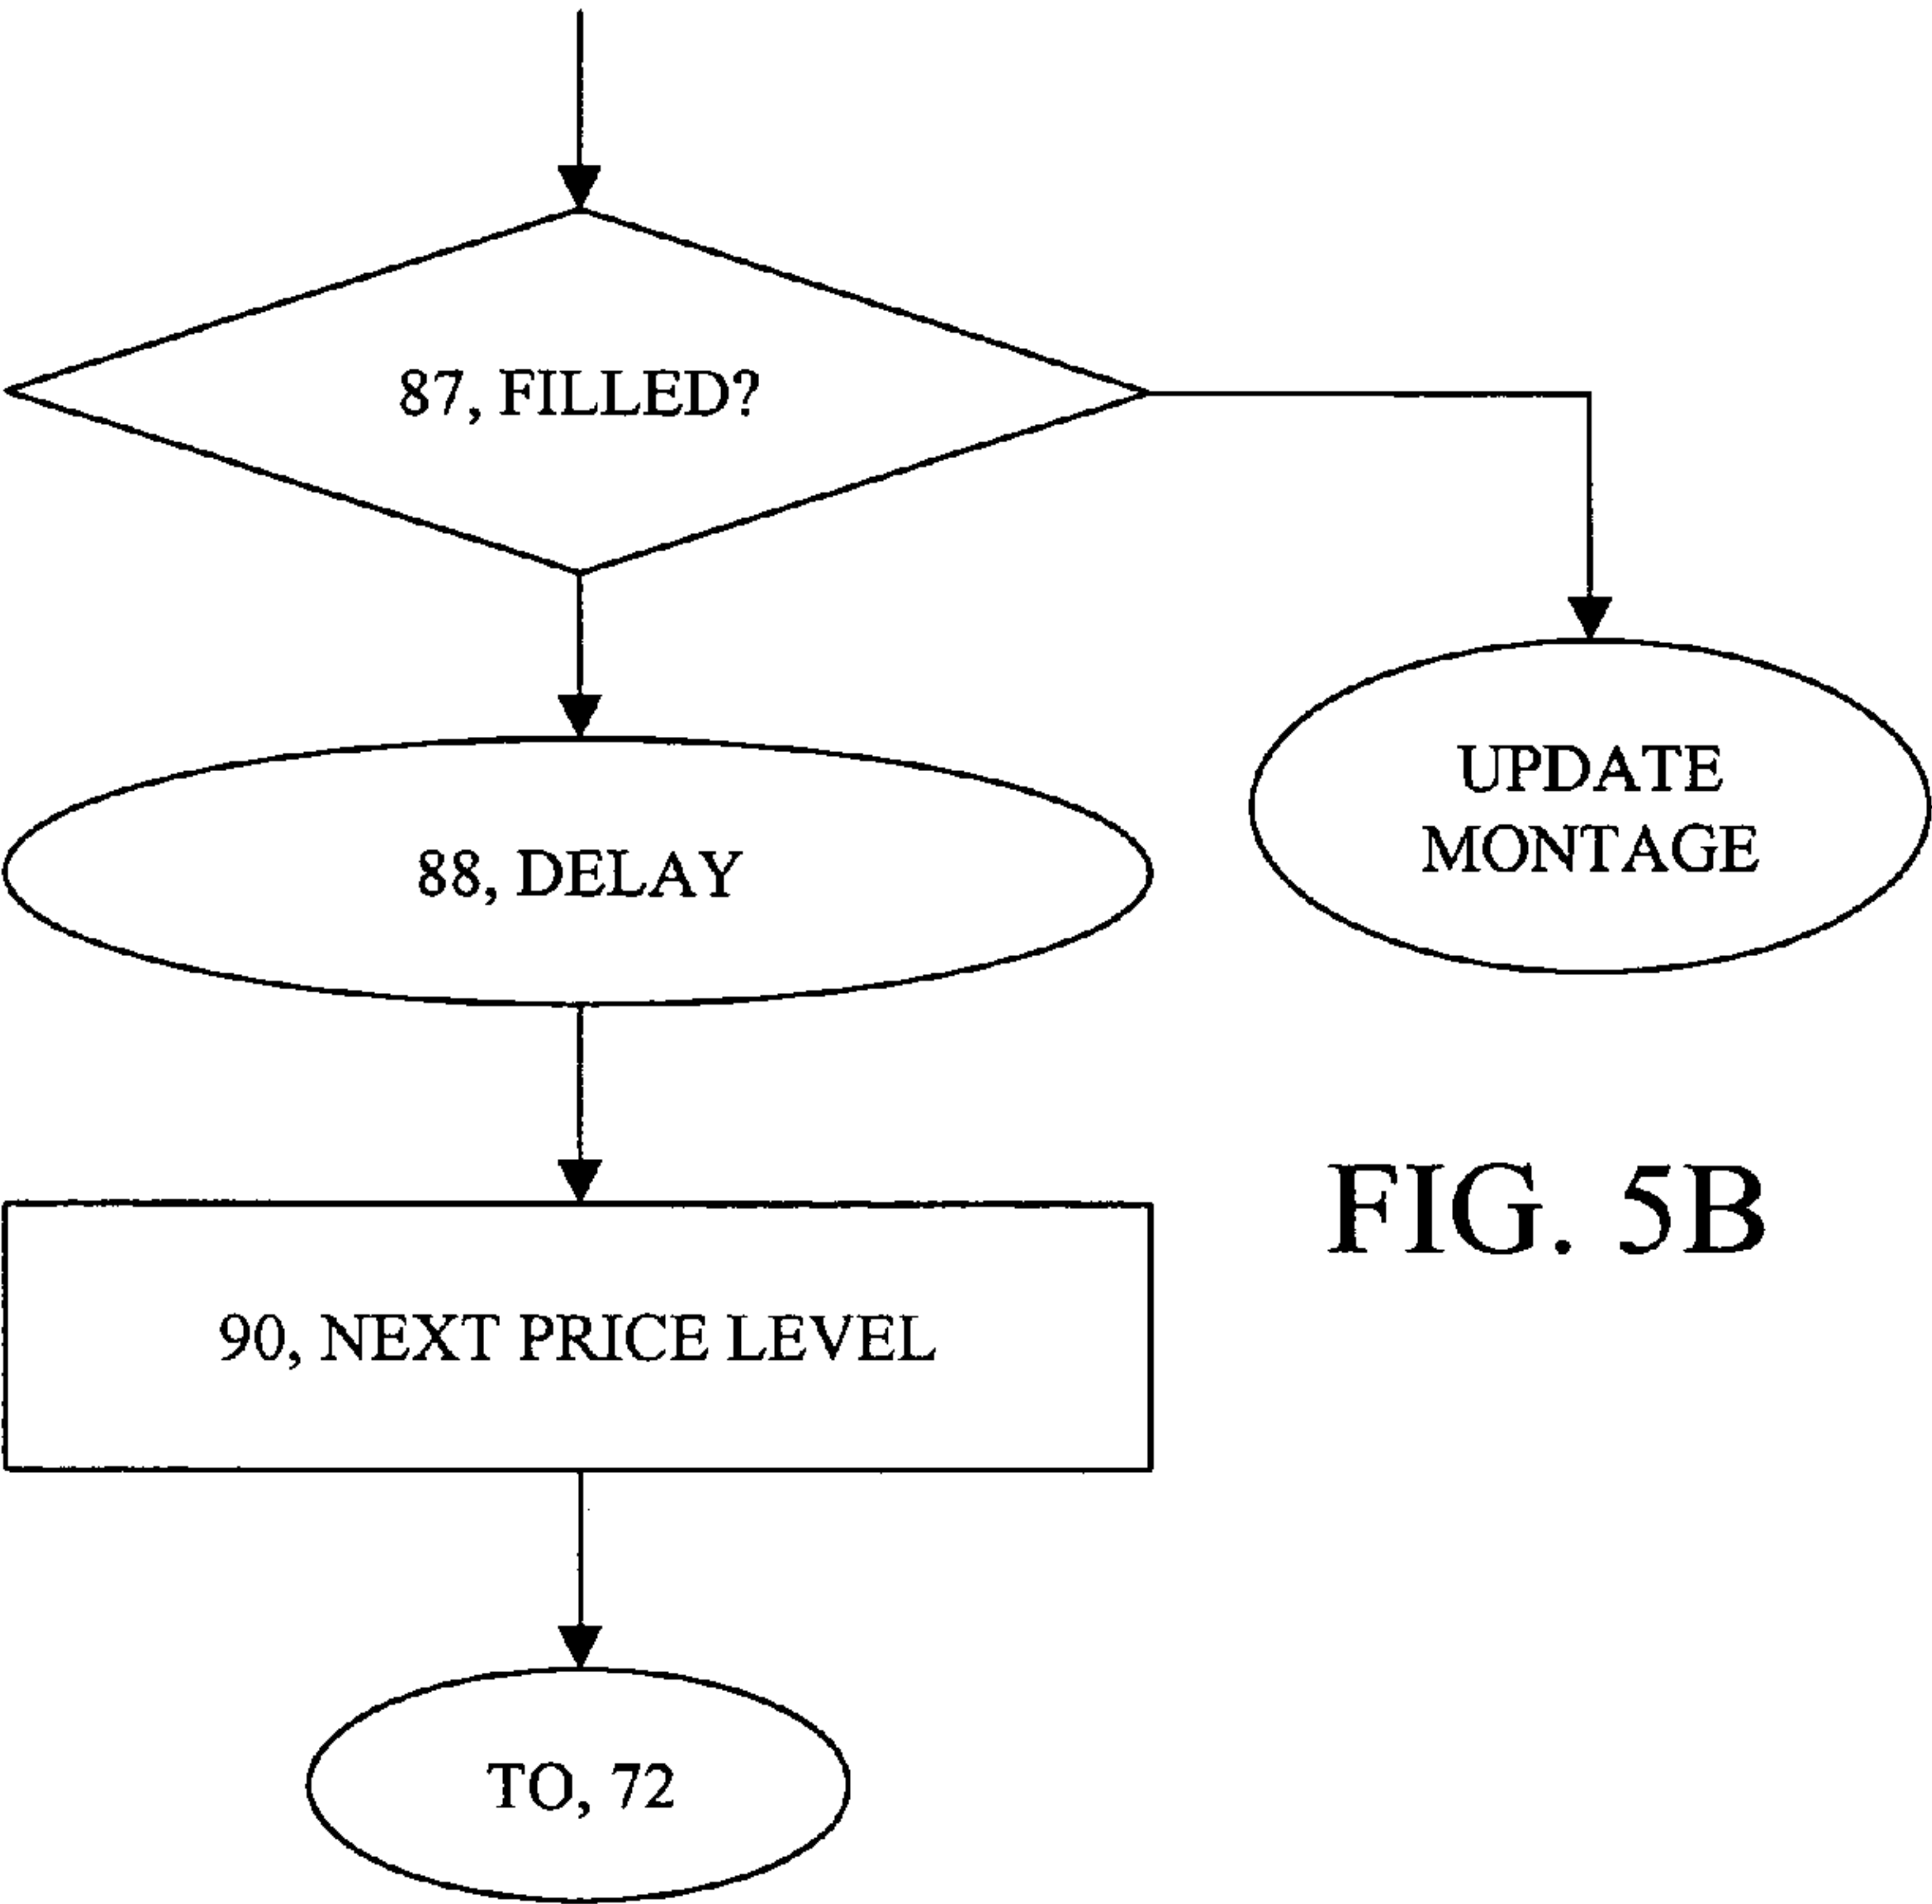 87, FILLED?
UPDATE
MONTAGE
88, DELAY
FIG. 5B
90, NEXT PRICE LEVEL
TO, 72